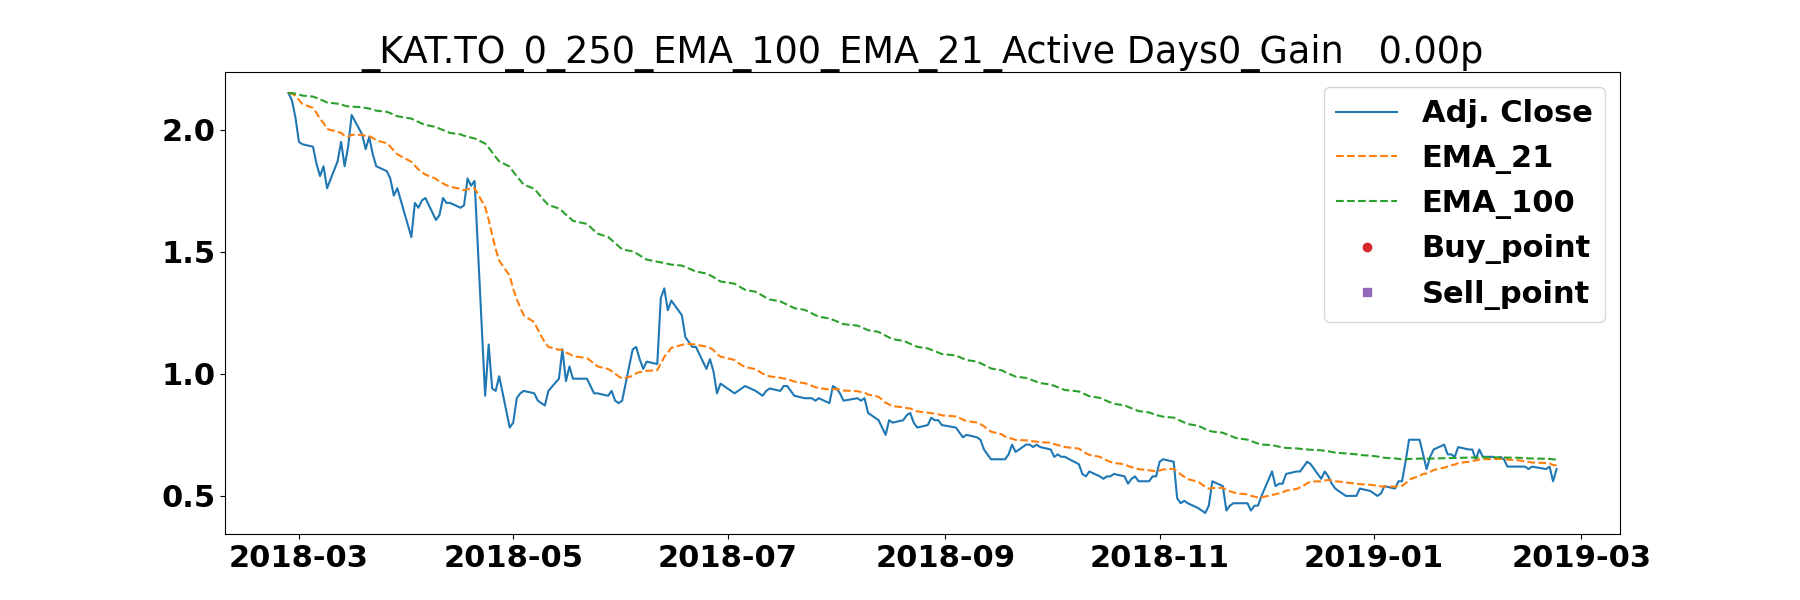 _KAT.TO_0_250_EMA_100_EMA_21_Active Days0_Gain   0.00p
Adj. Close
EMA_21
EMA_100
Buy_point
Sell_point
2.0
1.5
1.0
0.5
2018-03 2018-05 2018-07 2018-09 2018-11 2019-01 2019-03